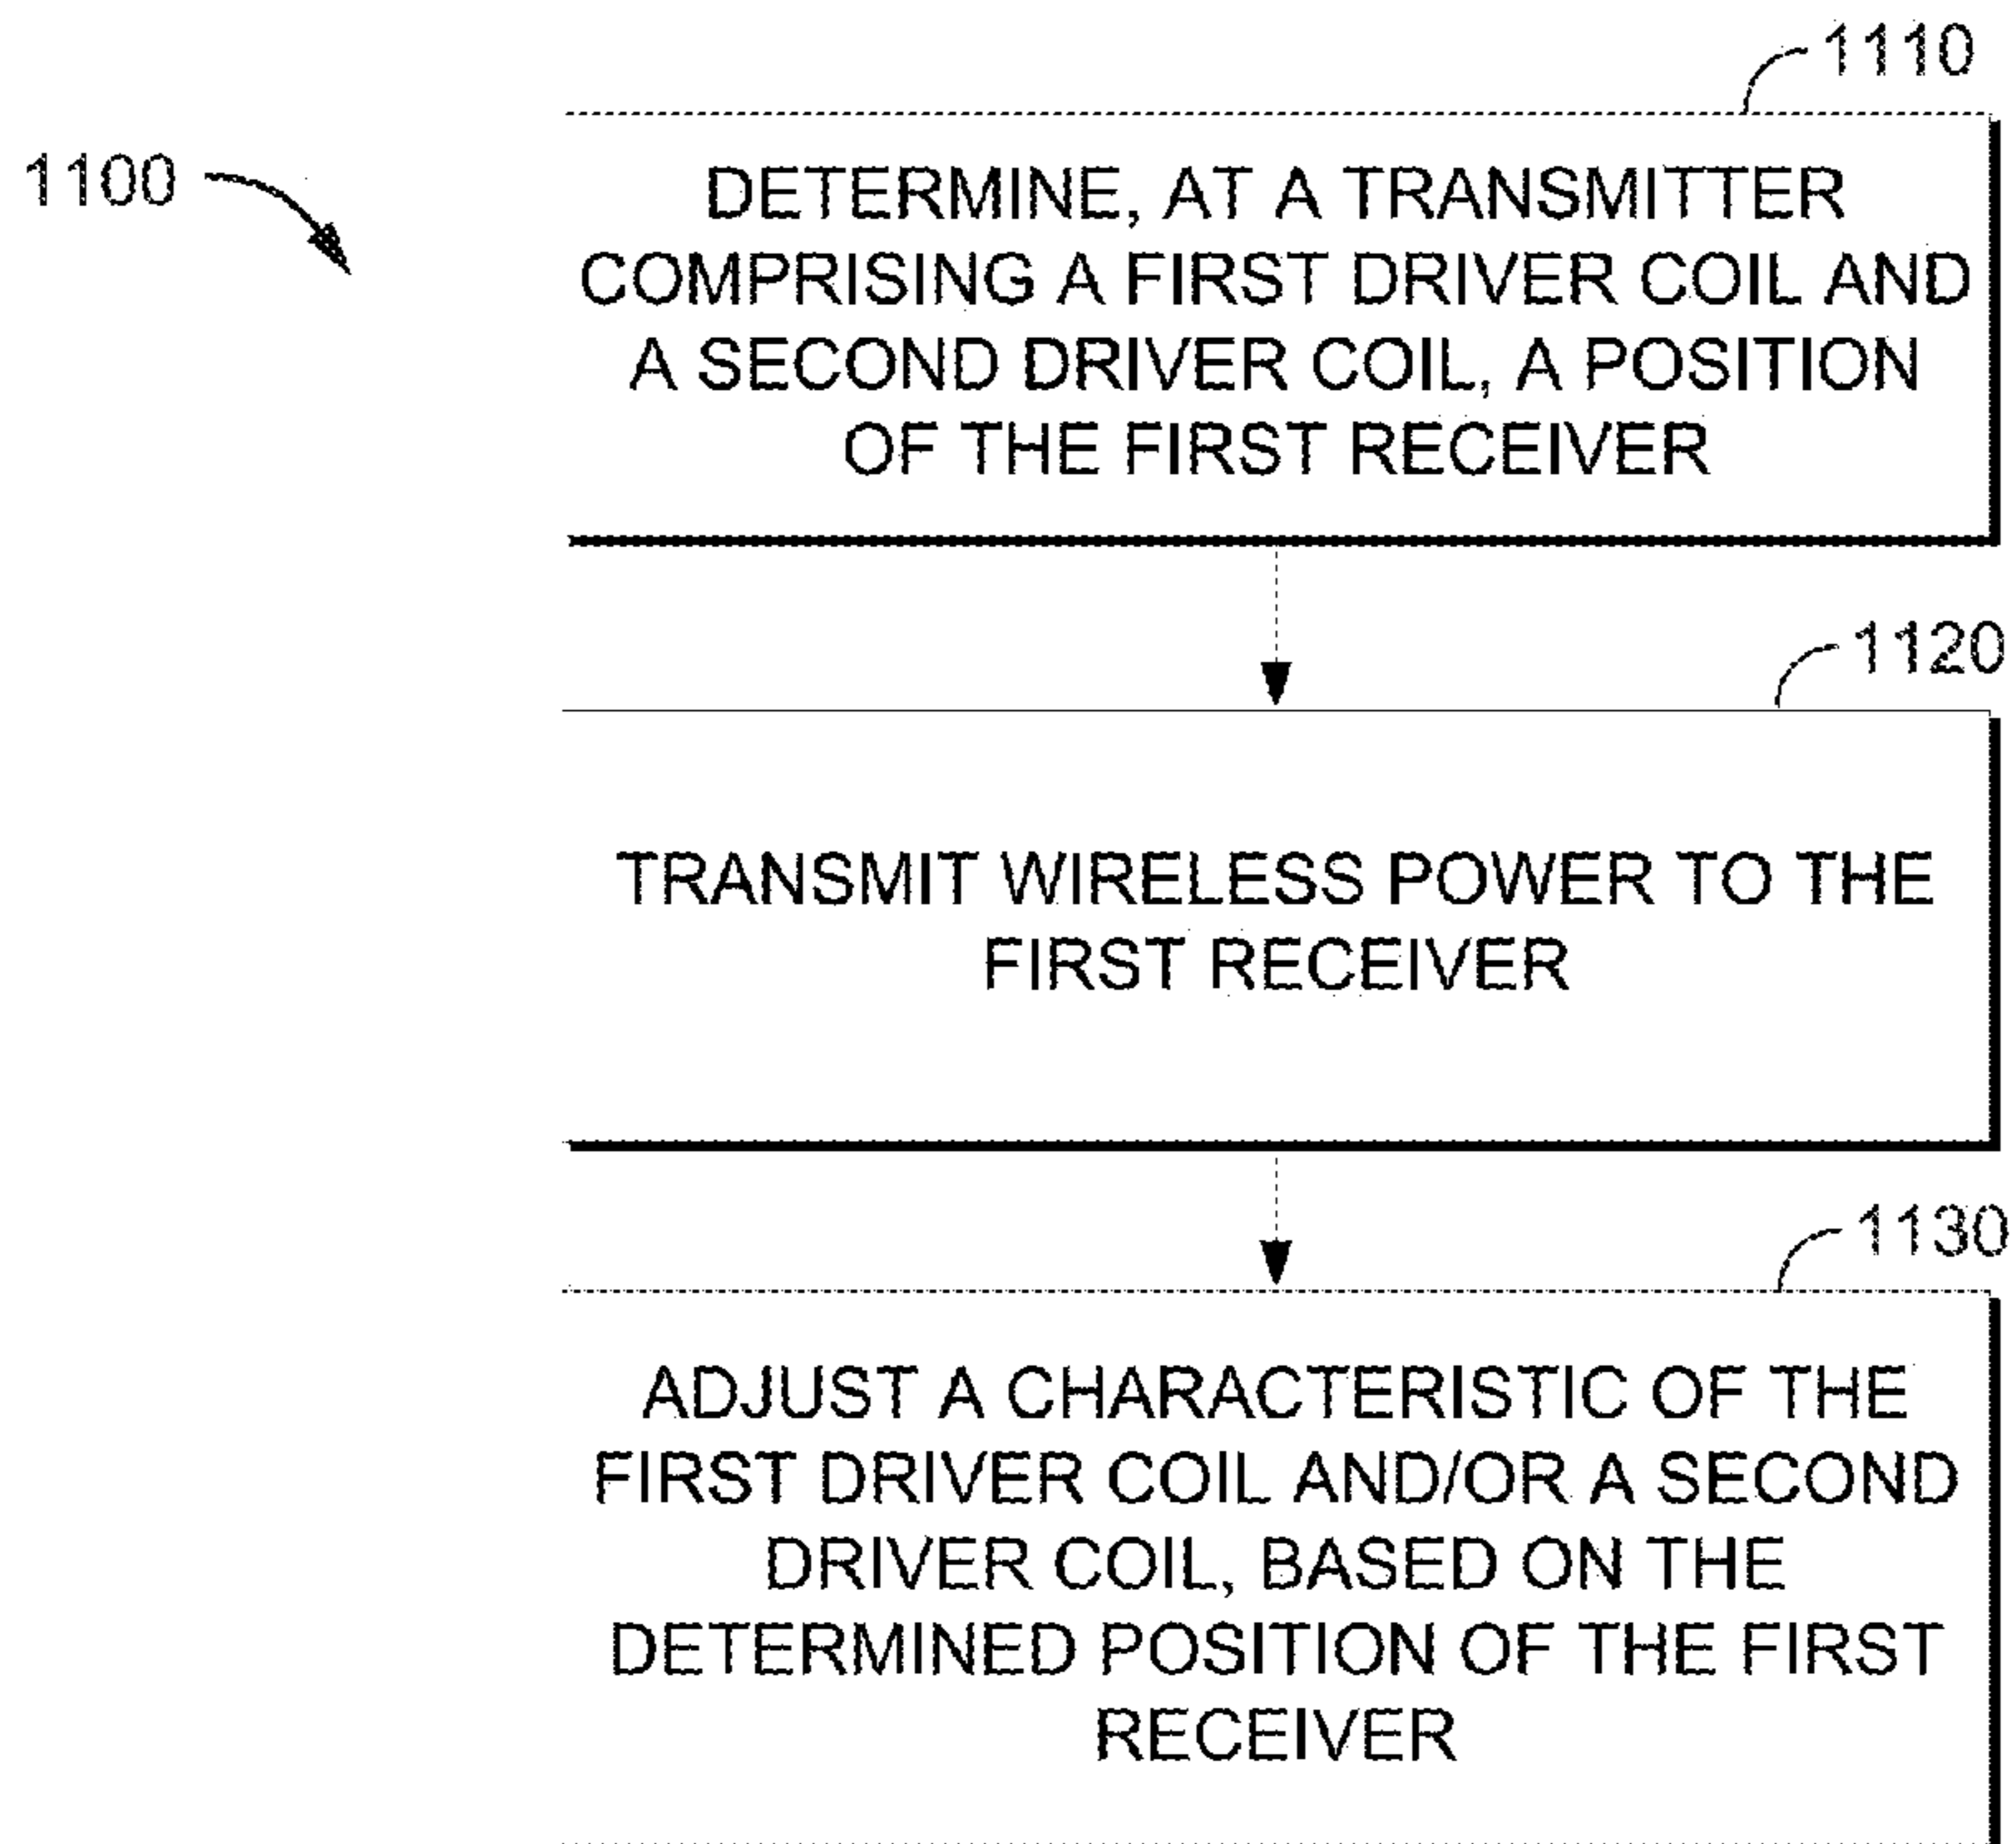 1110
1100
DETERMINE, AT A TRANSMITTER
COMPRISING A FIRST DRIVER COIL AND
A SECOND DRIVER COIL, A POSITION
OF THE FIRST RECEIVER
1120
TRANSMIT WIRELESS POWER TO THE
FIRST RECEIVER
1130
ADJUST A CHARACTERISTIC OF THE
FIRST DRIVER COIL AND/OR A SECOND
DRIVER COIL, BASED ON THE
DETERMINED POSITION OF THE FIRST
RECEIVER